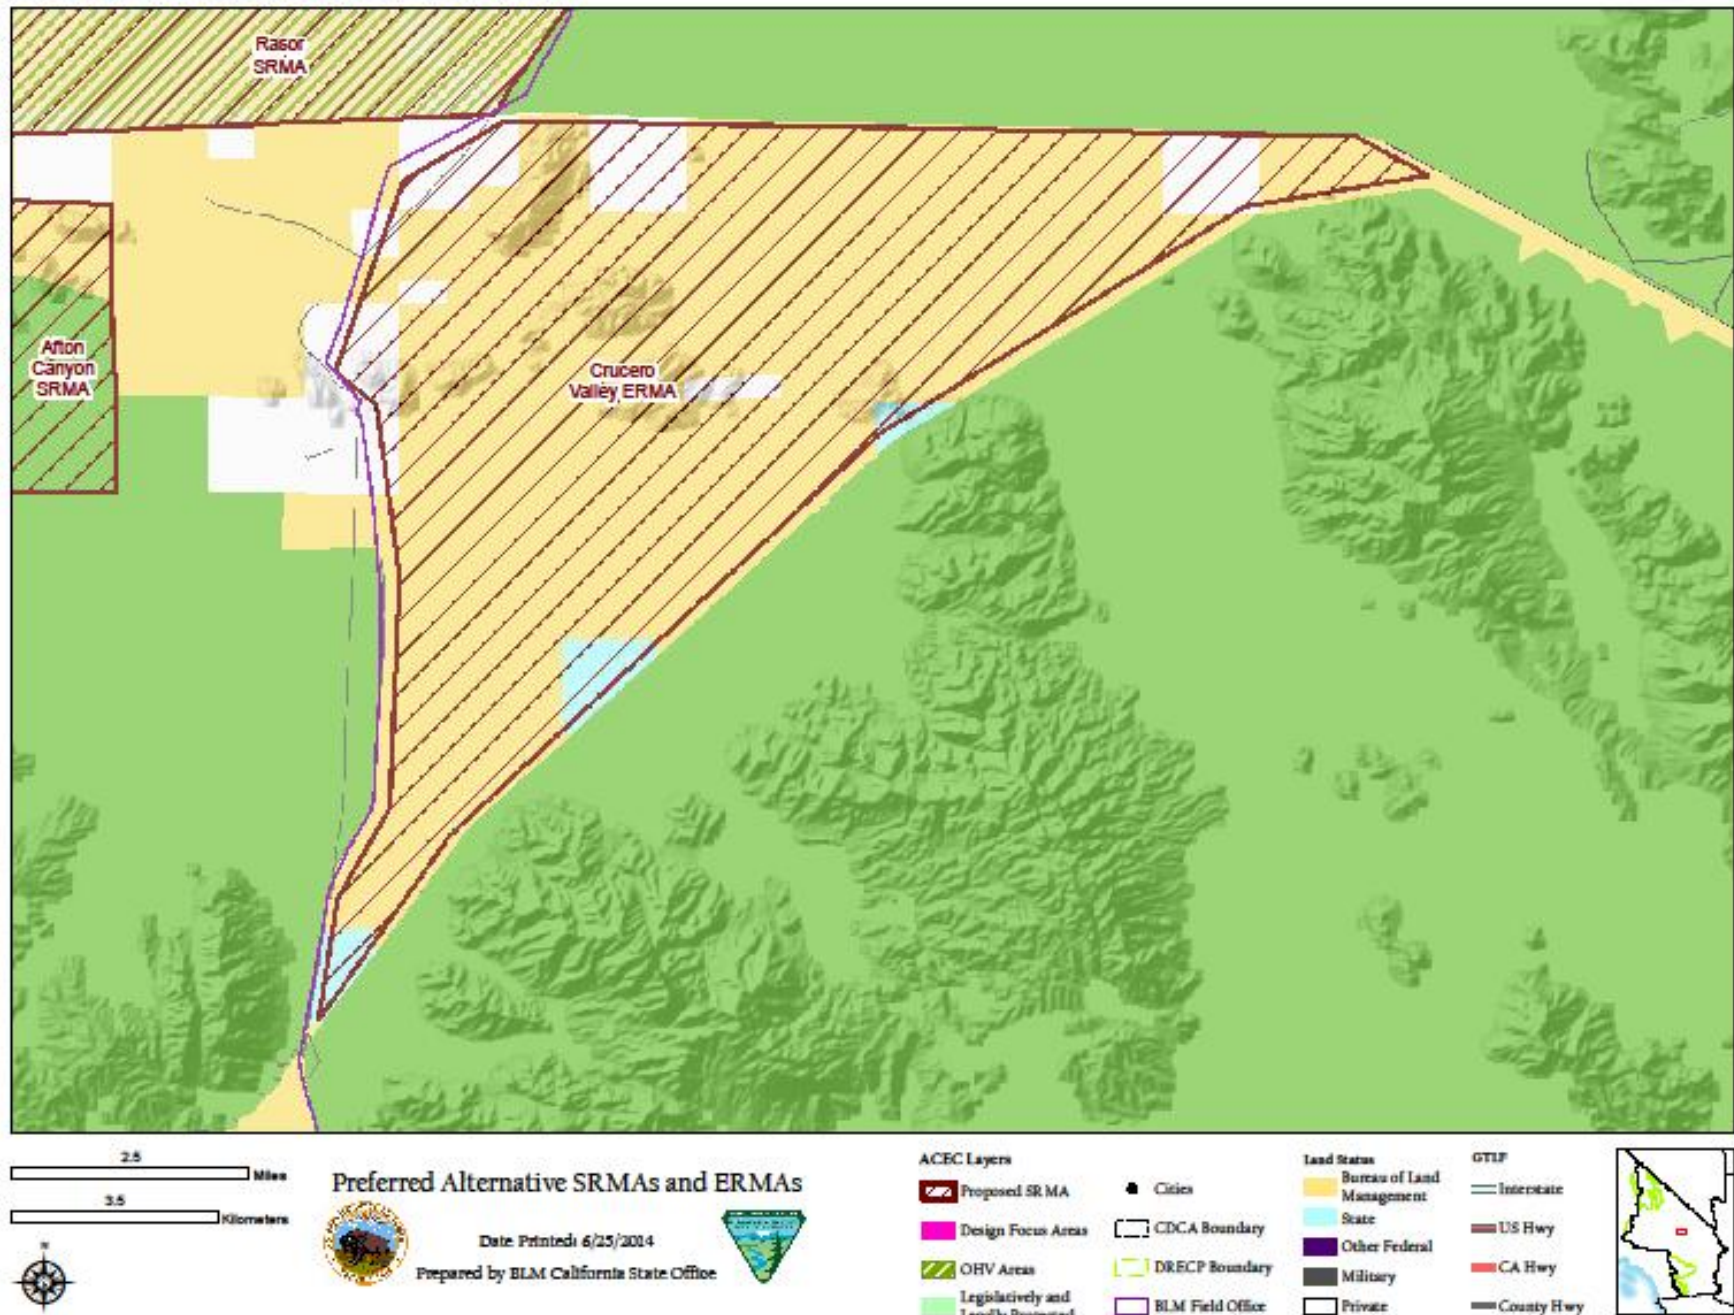 Rasor
SRMA
Afton
Canyon
SRMA
Crucero
Valley ERMA
2.5
Miles
3.5
Kilometers
N
Preferred Alternative SRMAs and ERMAs
Date Printed: 6/25/2014
Prepared by BLM California State Office
ACEC Layers
Proposed SRMA
Design Focus Areas
OHV Areas
Legislatively and
Cities
CDCA Boundary
DRECP Boundary
BLM Field Office
Land Status
Bureau of Land
Management
State
Other Federal
Military
Private
GTLF
Interstate
US Hwy
CA Hwy
County Hwy